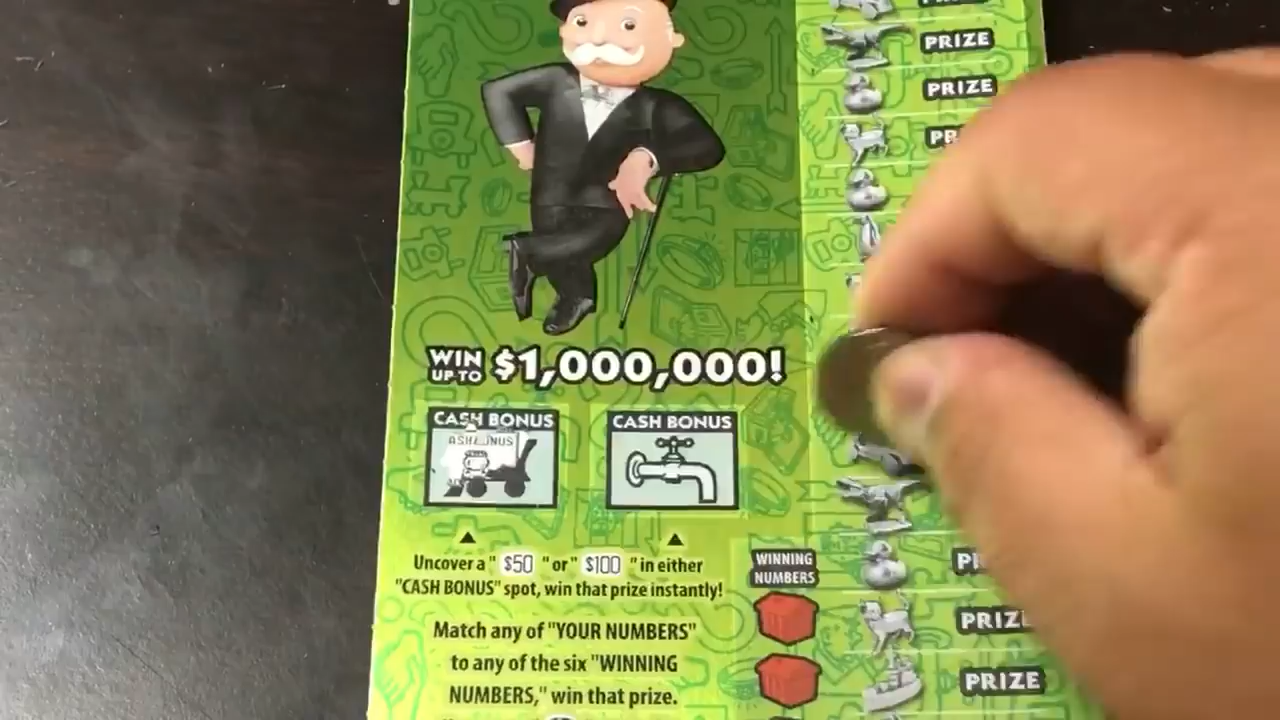 PRIZE
PRIZE
WIN UP TO $1,000,000!
CASH BONUS
CASH BONUS
Uncover a " $50 " or " $100 " in either
"CASH BONUS" spot, win that prize instantly!
Match any of "YOUR NUMBERS"
to any of the six "WINNING
NUMBERS," win that prize.
WINNING
NUMBERS
PRIZE